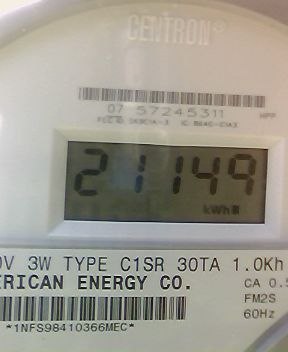 CENTRON®
07 57245311
HPP
21149
kWh
0V 3W TYPE C1SR 30TA 1.0Kh
ERICAN ENERGY CO.
CA 0.5
FM2S
60Hz
*1NFS98410366MEC*